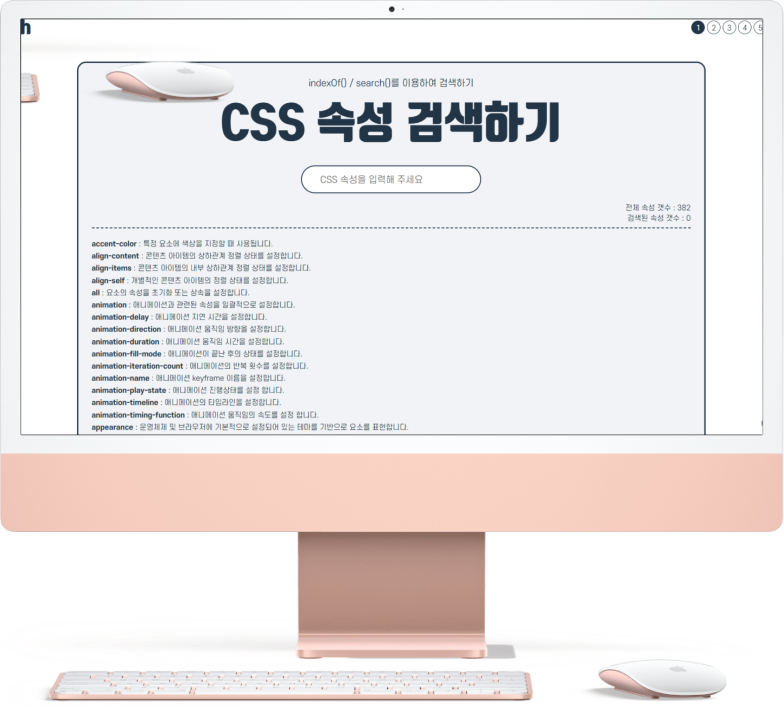 h
1 2 3 4 5
indexOf() / search()를 이용하여 검색하기
CSS 속성 검색하기
CSS 속성을 입력해 주세요
전체 속성 갯수 : 382
검색된 속성 갯수 : 0
accent-color : 특정 요소에 색상을 지정할 때 사용됩니다.
align-content : 콘텐츠 아이템의 상하관계 정렬 상태를 설정합니다.
align-items : 콘텐츠 아이템의 내부 상하관계 정렬 상태를 설정합니다.
align-self : 개별적인 콘텐츠 아이템의 정렬 상태를 설정합니다.
all : 요소의 속성을 초기화 또는 상속을 설정합니다.
animation : 애니메이션과 관련된 속성을 일괄적으로 설정합니다.
animation-delay : 애니메이션 지연 시간을 설정합니다.
animation-direction : 애니메이션 움직임 방향을 설정합니다.
animation-duration : 애니메이션 움직임 시간을 설정합니다.
animation-fill-mode : 애니메이션이 끝난 후의 상태를 설정합니다.
animation-iteration-count : 애니메이션의 반복 횟수를 설정합니다.
animation-name : 애니메이션 keyframe 이름을 설정합니다.
animation-play-state : 애니메이션 진행상태를 설정 합니다.
animation-timeline : 애니메이션의 타임라인을 설정합니다.
animation-timing-function : 애니메이션 움직임의 속도를 설정 합니다.
appearance : 운영체제 및 브라우저에 기본적으로 설정되어 있는 테마를 기반으로 요소를 표현합니다.